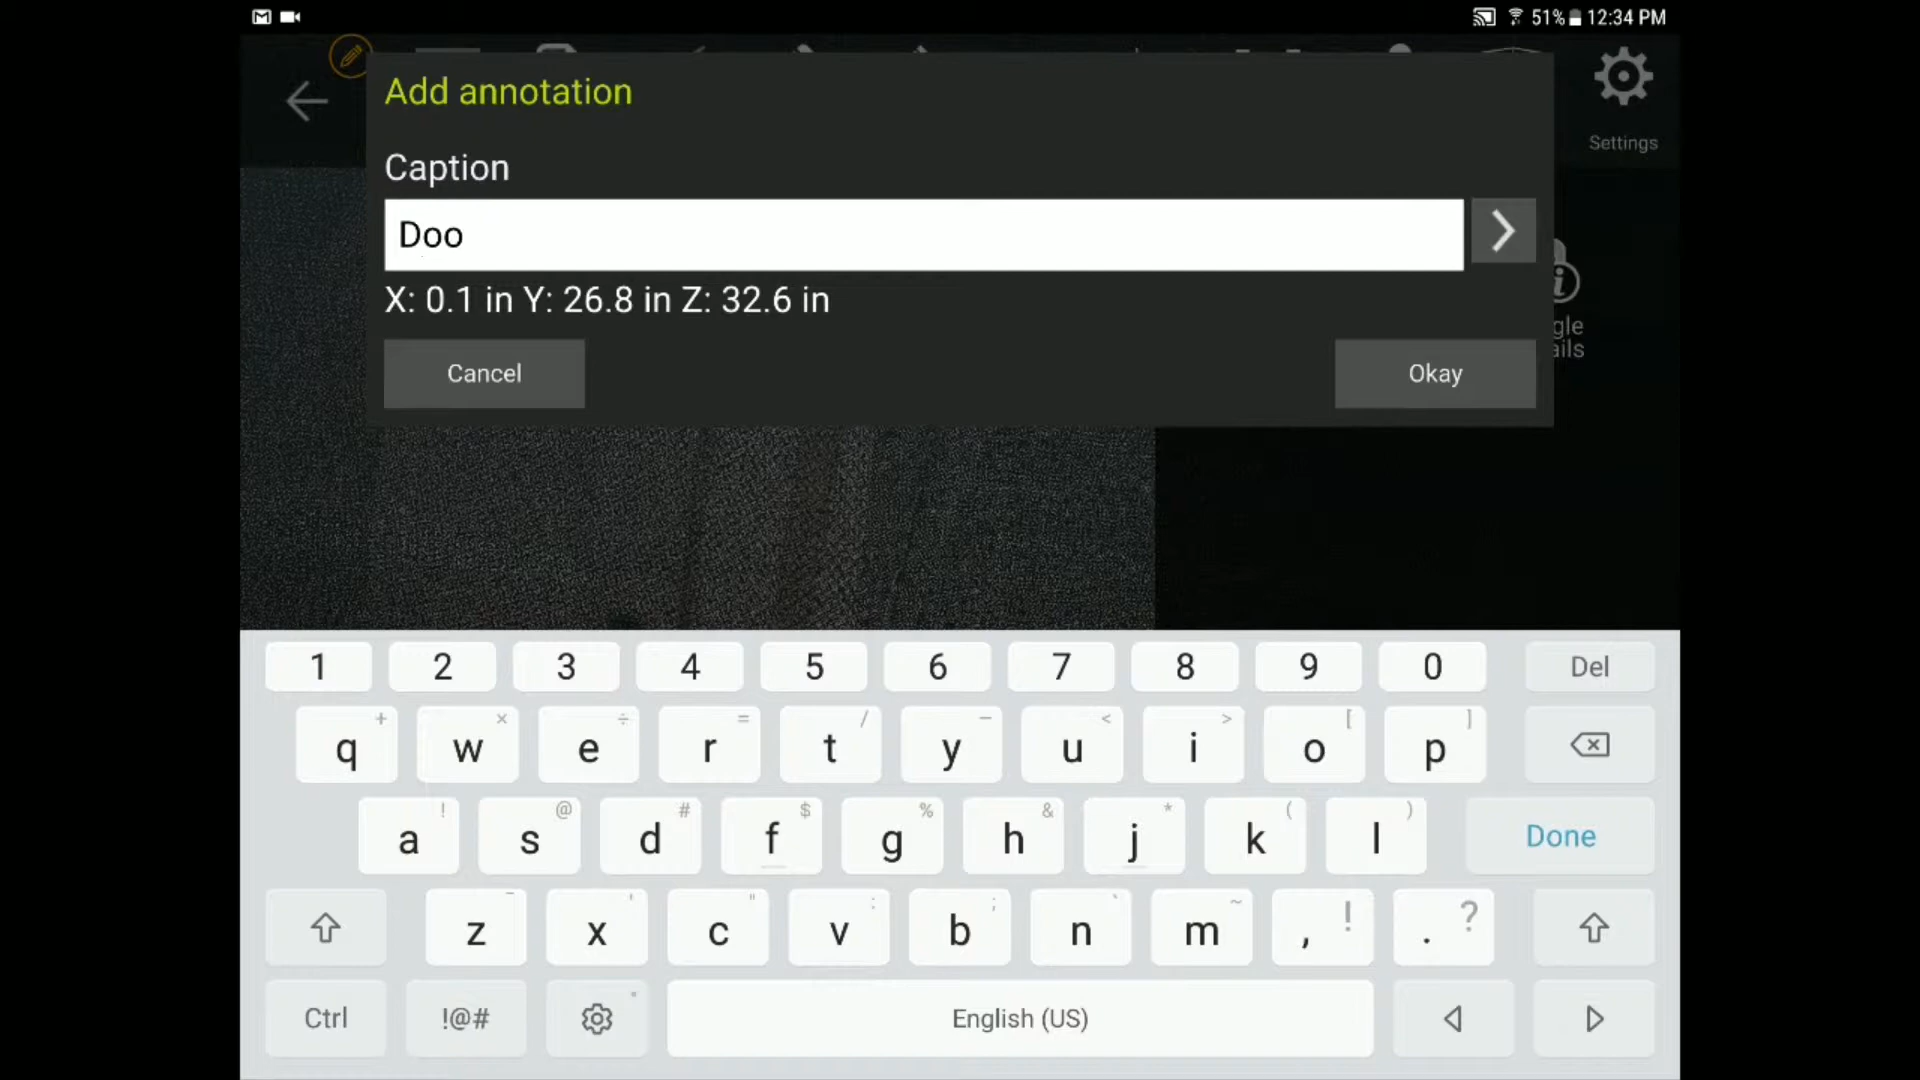 51% 12:34 PM
Add annotation
Settings
Caption
Doo
X: 0.1 in Y: 26.8 in Z: 32.6 in
Cancel Okay
1 2 3 4 5 6 7 8 9 0 Del
+ × ÷ = / − < > [ ]
q w e r t y u i o p
! @ # $ % & * ( )
a s d f g h j k l Done
- ' " : ; ` ~ ! ?
z x c v b n m , .
Ctrl !@# English (US)